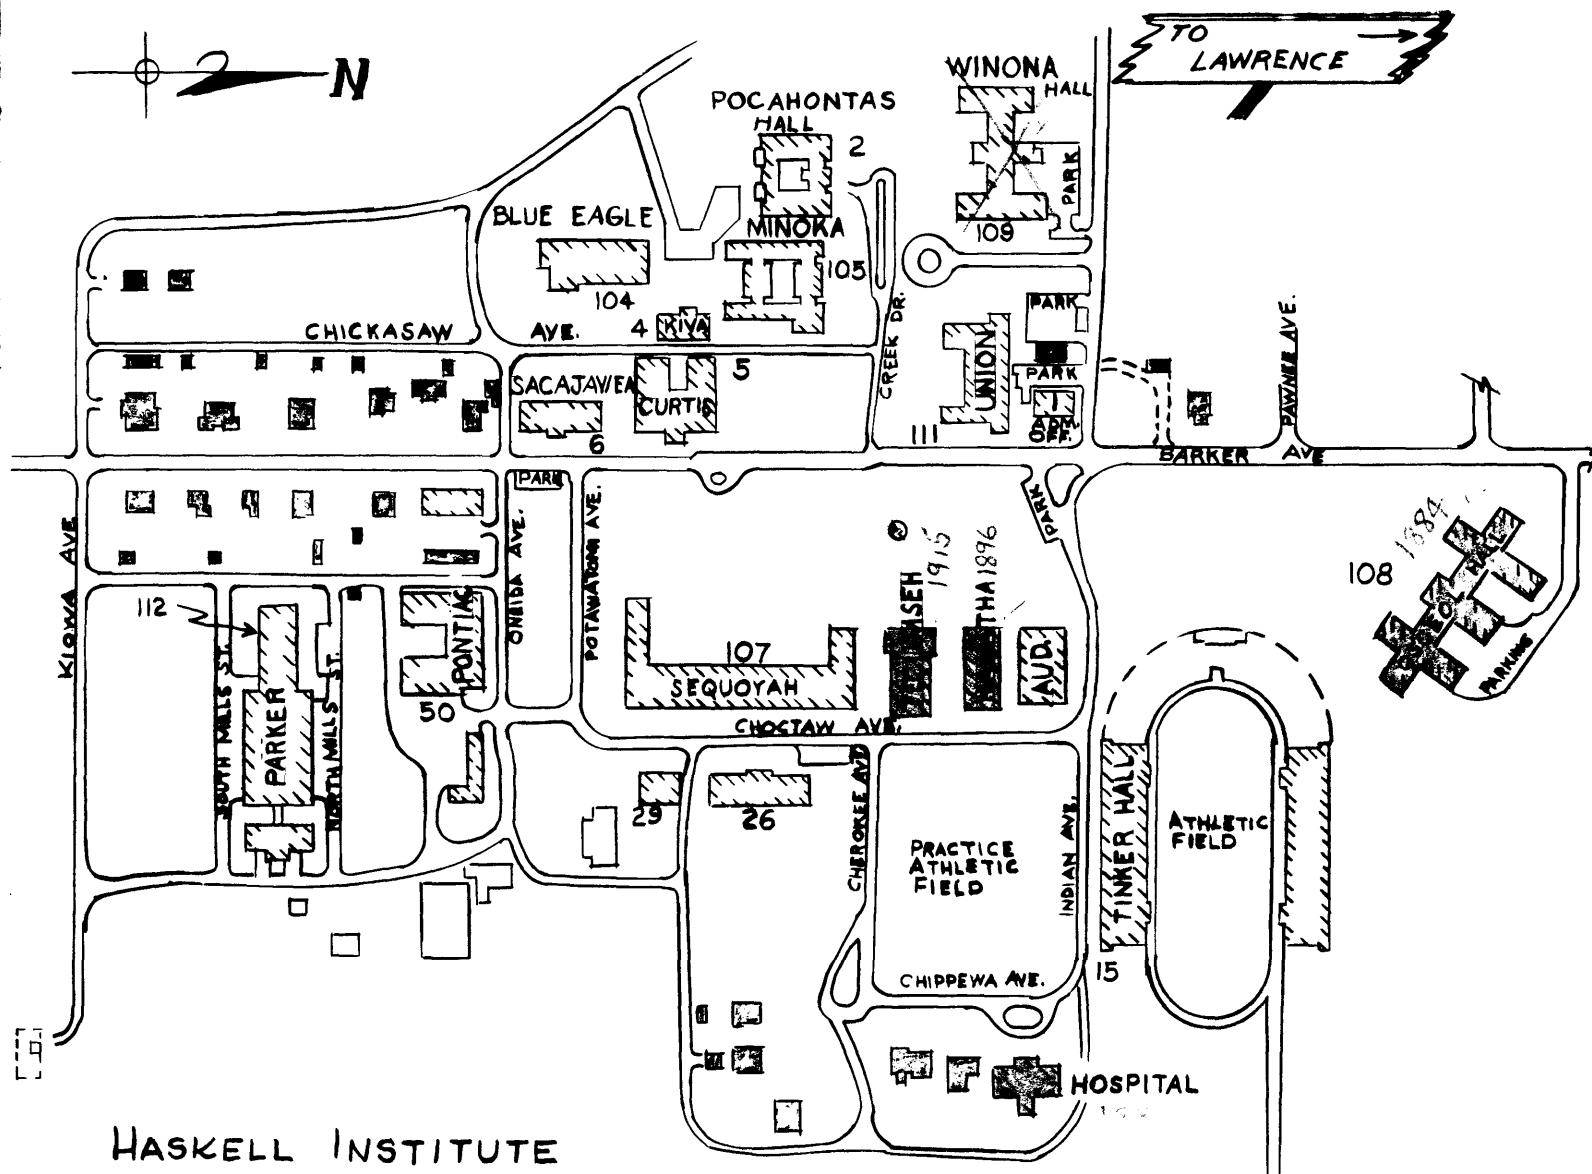 TO
LAWRENCE
N
WINONA
HALL
POCAHONTAS
HALL
2
PARK
BLUE EAGLE
MINOKA
109
105
104
PARK
CHICKASAW AVE.
4
KIVA
CREEK DR.
UNION
PAWNEE AVE.
5
PARK
SACAJAWEA
CURTIS
1
ADM.
OFF.
6
111
BARKER AVE
PARK
PARK
KIOWA AVE
ONEIDA AVE.
POTAWATOMI AVE.
1915
1896
1884
108
HALL
PARKING
112
PONTIAC
SOUTH MILLS ST.
NORTH MILLS ST.
PARKER
50
107
SEQUOYAH
AUD.
CHOCTAW AVE.
29
26
CHEROKEE AVE
PRACTICE
ATHLETIC
FIELD
INDIAN AVE.
TINKER HALL
ATHLETIC
FIELD
15
CHIPPEWA AVE.
HOSPITAL
HASKELL INSTITUTE